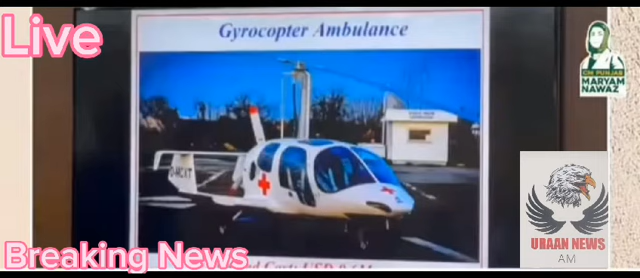 Live
Gyrocopter Ambulance
CM PUNJAB
MARYAM
NAWAZ
URAAN NEWS
AM
Breaking News